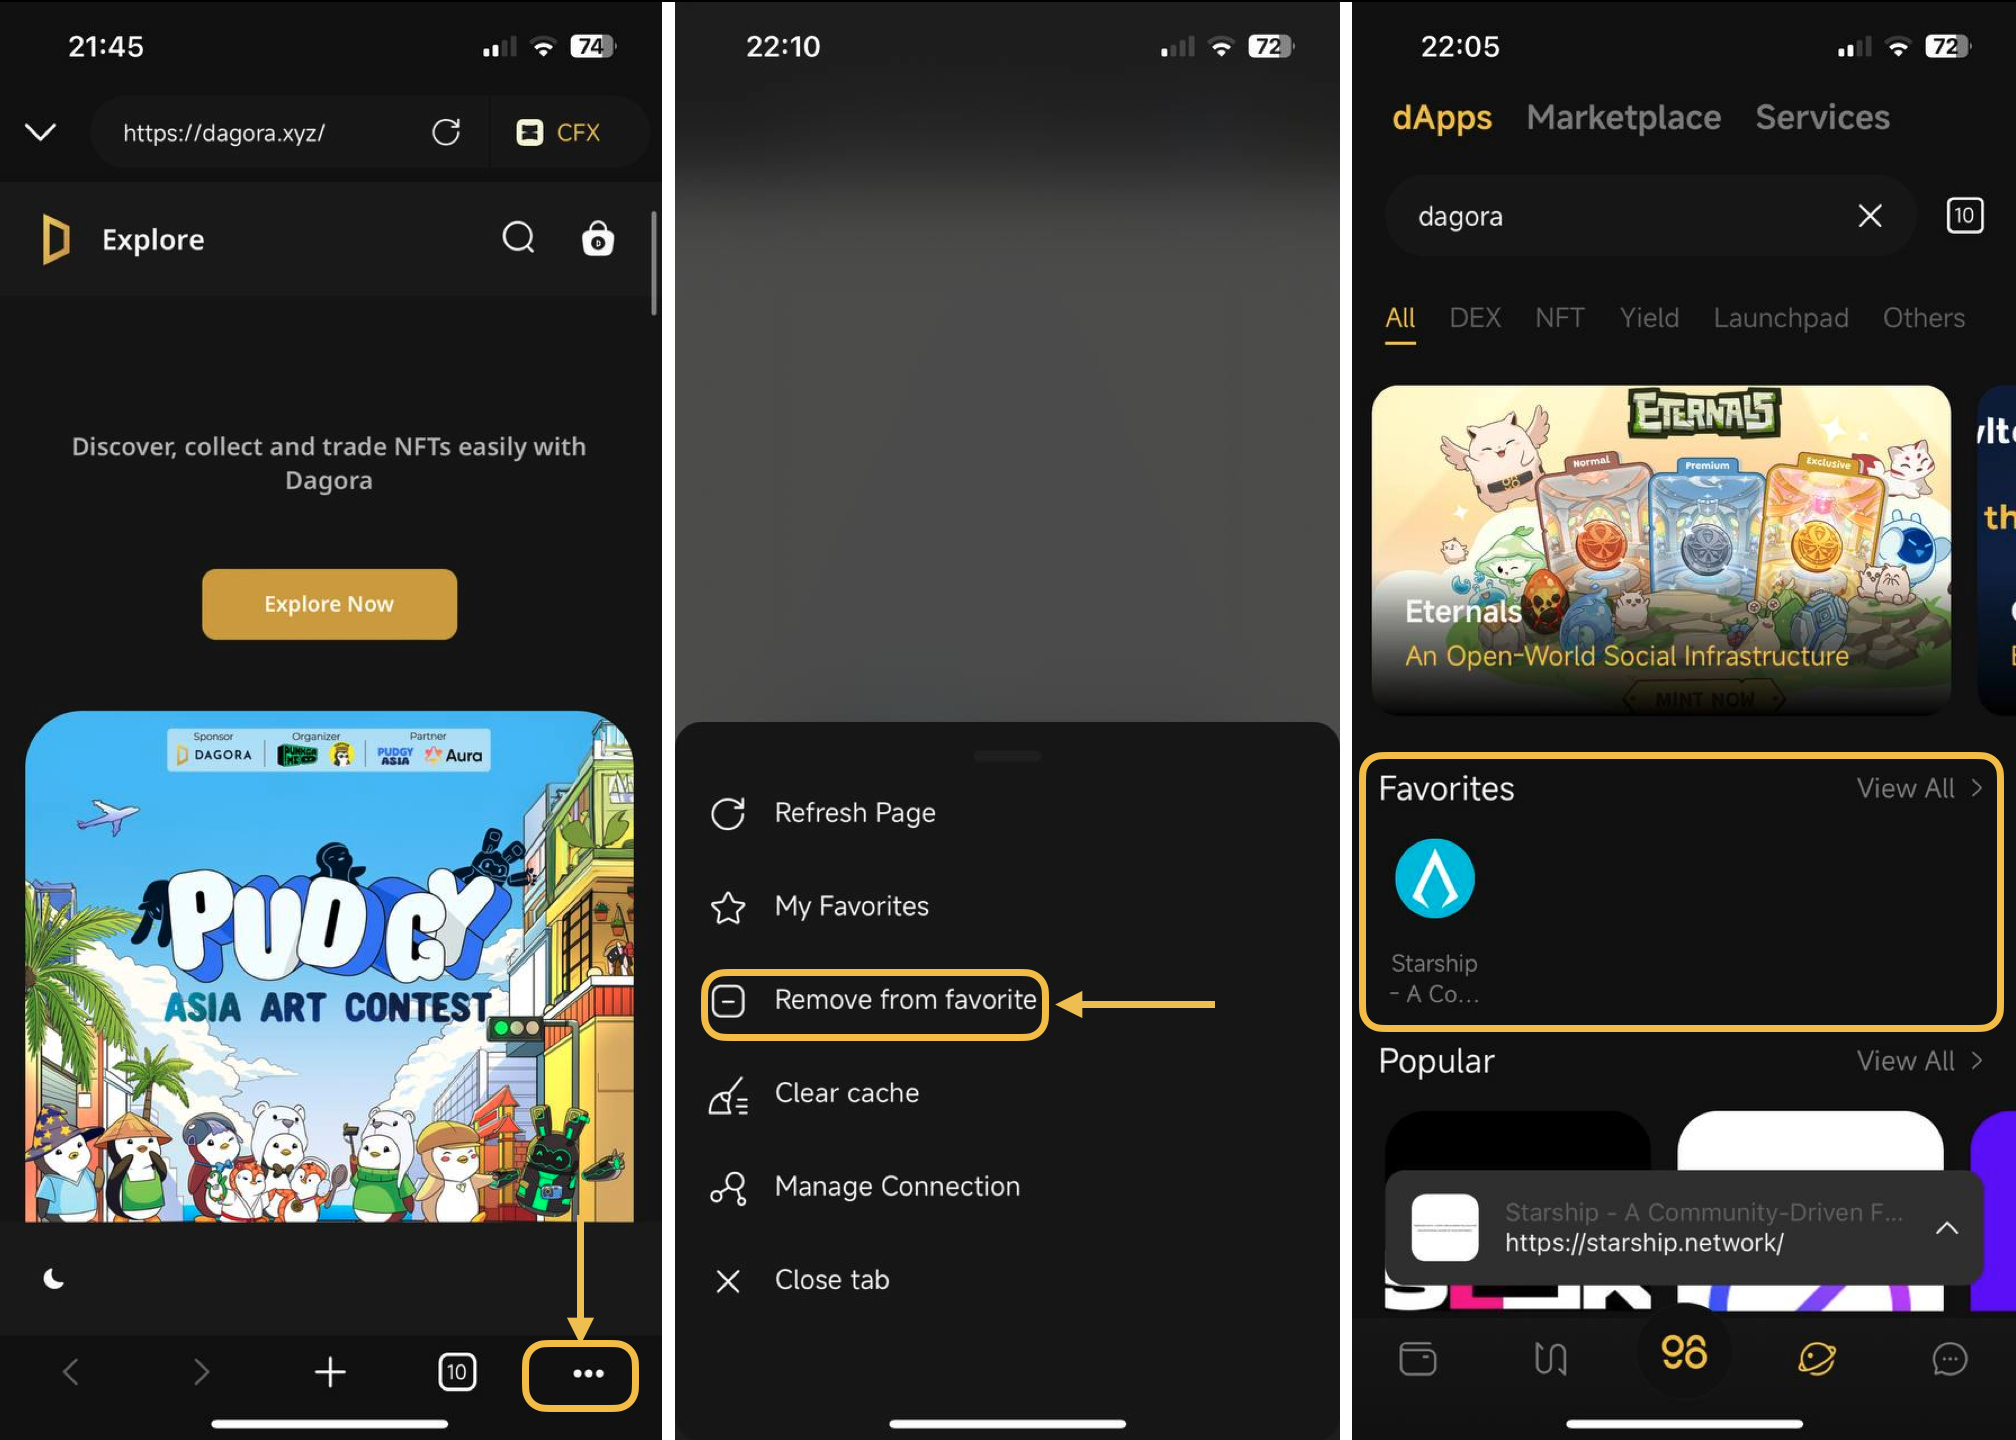 21:45
74
https://dagora.xyz/
CFX
Explore
Discover, collect and trade NFTs easily with
Dagora
Explore Now
Sponsor
Organizer
Partner
DAGORA
PUDGY
ASIA
Aura
PUDGY
ASIA ART CONTEST
10
22:10
72
Refresh Page
My Favorites
Remove from favorite
Clear cache
Manage Connection
Close tab
22:05
72
dApps
Marketplace
Services
dagora
10
All
DEX
NFT
Yield
Launchpad
Others
ETERNALS
Normal
Premium
Exclusive
Eternals
An Open-World Social Infrastructure
MINT NOW
th
Favorites
View All
Starship
- A Co...
Popular
View All
Starship - A Community-Driven F...
https://starship.network/